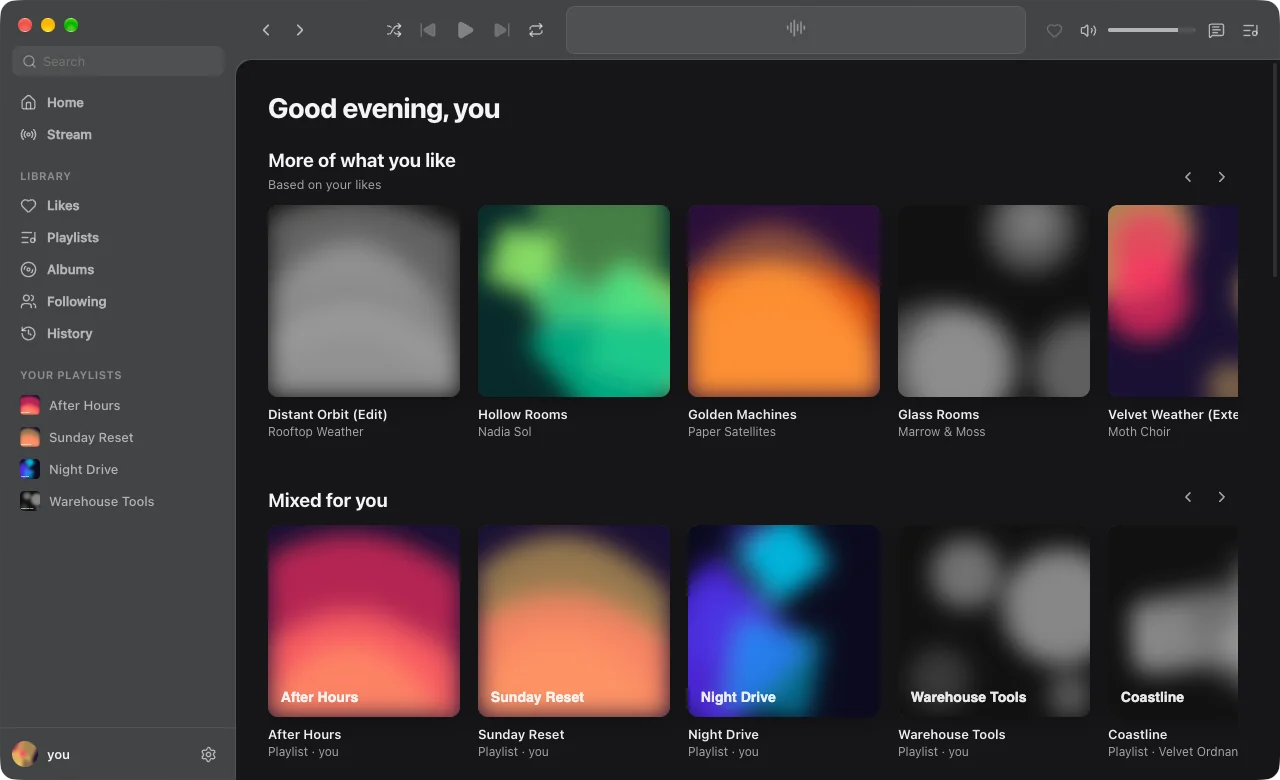 Search
Home
Stream
LIBRARY
Likes
Playlists
Albums
Following
History
YOUR PLAYLISTS
After Hours
Sunday Reset
Night Drive
Warehouse Tools
you
Good evening, you
More of what you like
Based on your likes
Distant Orbit (Edit)
Rooftop Weather
Hollow Rooms
Nadia Sol
Golden Machines
Paper Satellites
Glass Rooms
Marrow & Moss
Velvet Weather (Exte
Moth Choir
Mixed for you
After Hours
Sunday Reset
Night Drive
Warehouse Tools
Coastline
After Hours
Playlist · you
Sunday Reset
Playlist · you
Night Drive
Playlist · you
Warehouse Tools
Playlist · you
Coastline
Playlist · Velvet Ordnan